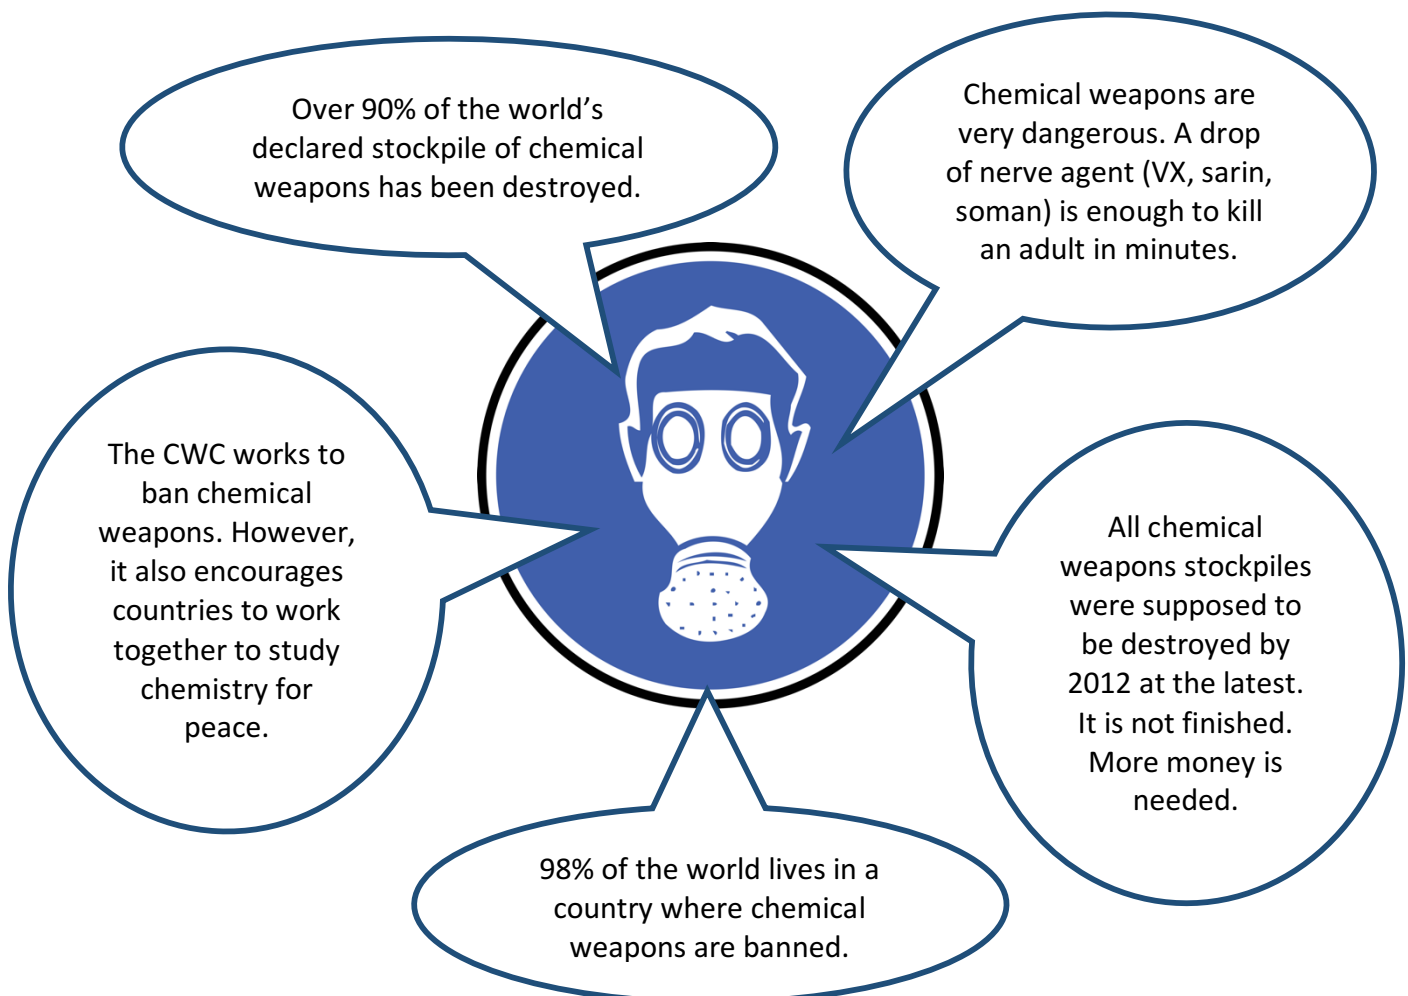 Over 90% of the world’s
declared stockpile of chemical
weapons has been destroyed.
Chemical weapons are
very dangerous. A drop
of nerve agent (VX, sarin,
soman) is enough to kill
an adult in minutes.
The CWC works to
ban chemical
weapons. However,
it also encourages
countries to work
together to study
chemistry for
peace.
All chemical
weapons stockpiles
were supposed to
be destroyed by
2012 at the latest.
It is not finished.
More money is
needed.
98% of the world lives in a
country where chemical
weapons are banned.